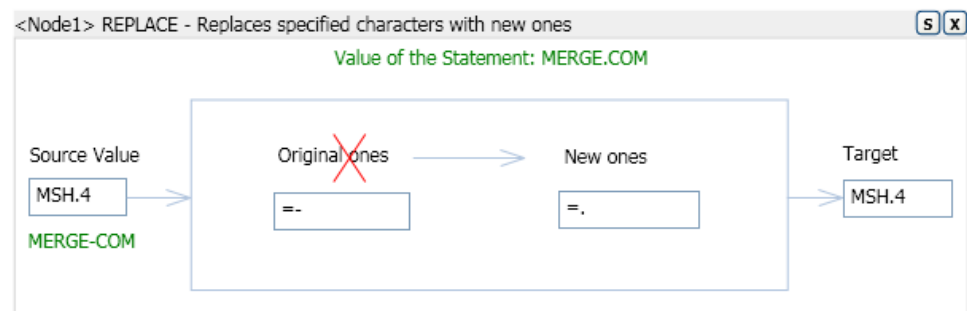 <Node1> REPLACE - Replaces specified characters with new ones
S X
Value of the Statement: MERGE.COM
Source Value
Original ones
New ones
Target
MSH.4
=-
=.
MSH.4
MERGE-COM